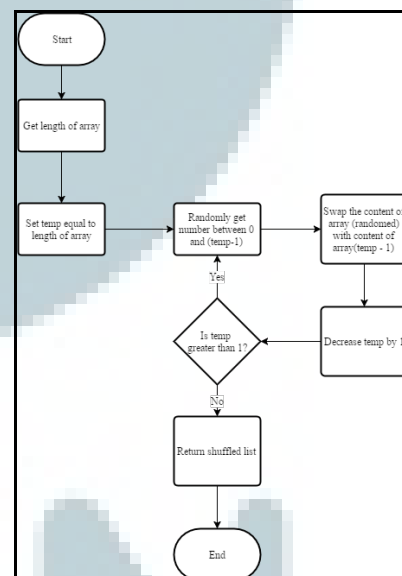 Start
Get length of array
Set temp equal to
length of array
Randomly get
number between 0
and (temp-1)
Swap the content of
array (randomed)
with content of
array(temp - 1)
Decrease temp by 1
Is temp
greater than 1?
Yes
No
Return shuffled list
End